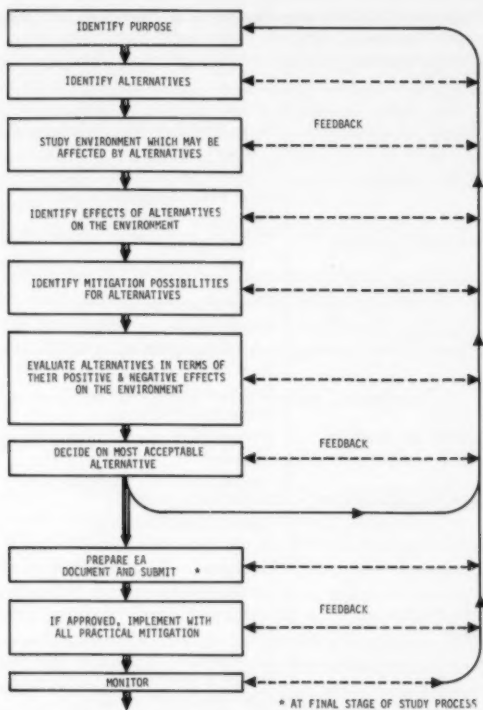 IDENTIFY PURPOSE
IDENTIFY ALTERNATIVES
FEEDBACK
STUDY ENVIRONMENT WHICH MAY BE
AFFECTED BY ALTERNATIVES
IDENTIFY EFFECTS OF ALTERNATIVES
ON THE ENVIRONMENT
IDENTIFY MITIGATION POSSIBILITIES
FOR ALTERNATIVES
EVALUATE ALTERNATIVES IN TERMS OF
THEIR POSITIVE & NEGATIVE EFFECTS
ON THE ENVIRONMENT
FEEDBACK
DECIDE ON MOST ACCEPTABLE
ALTERNATIVE
PREPARE EA
DOCUMENT AND SUBMIT *
FEEDBACK
IF APPROVED, IMPLEMENT WITH
ALL PRACTICAL MITIGATION
MONITOR
* AT FINAL STAGE OF STUDY PROCESS